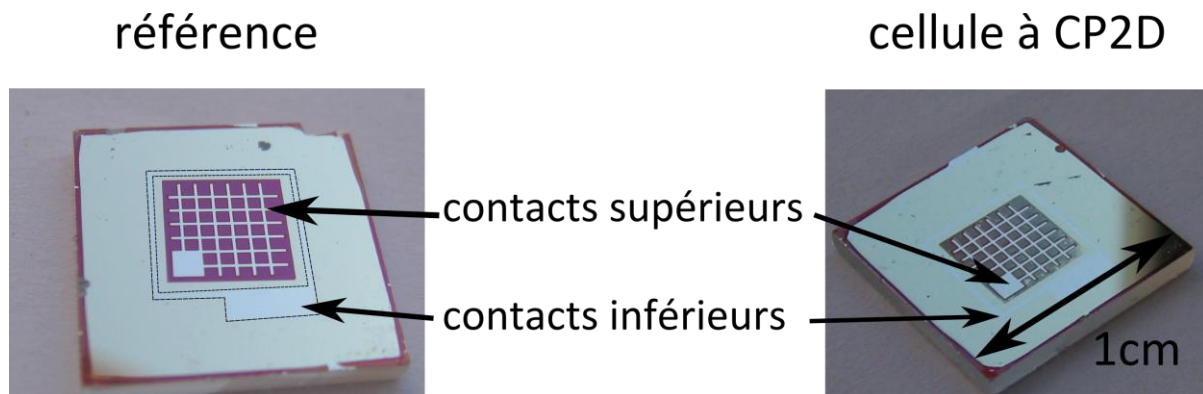 référence
cellule à CP2D
contacts supérieurs
contacts inférieurs
1cm